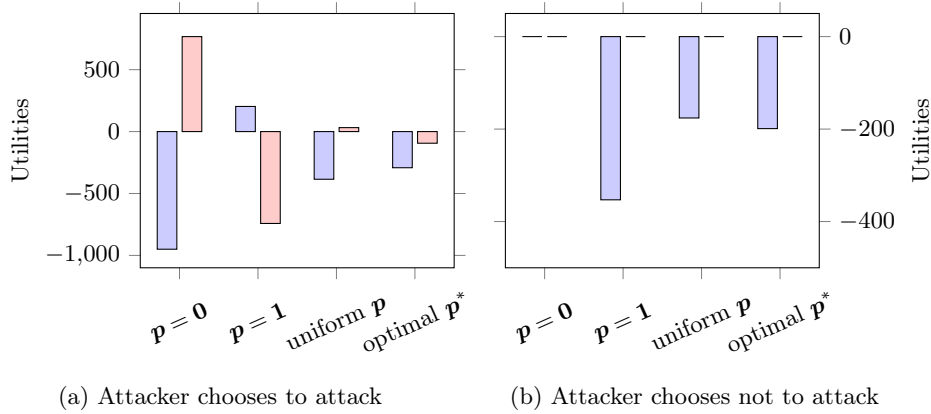 Utilities
500
0
−500
−1,000
p = 0
p = 1
uniform p
optimal p*
(a) Attacker chooses to attack
0
−200
−400
Utilities
p = 0
p = 1
uniform p
optimal p*
(b) Attacker chooses not to attack